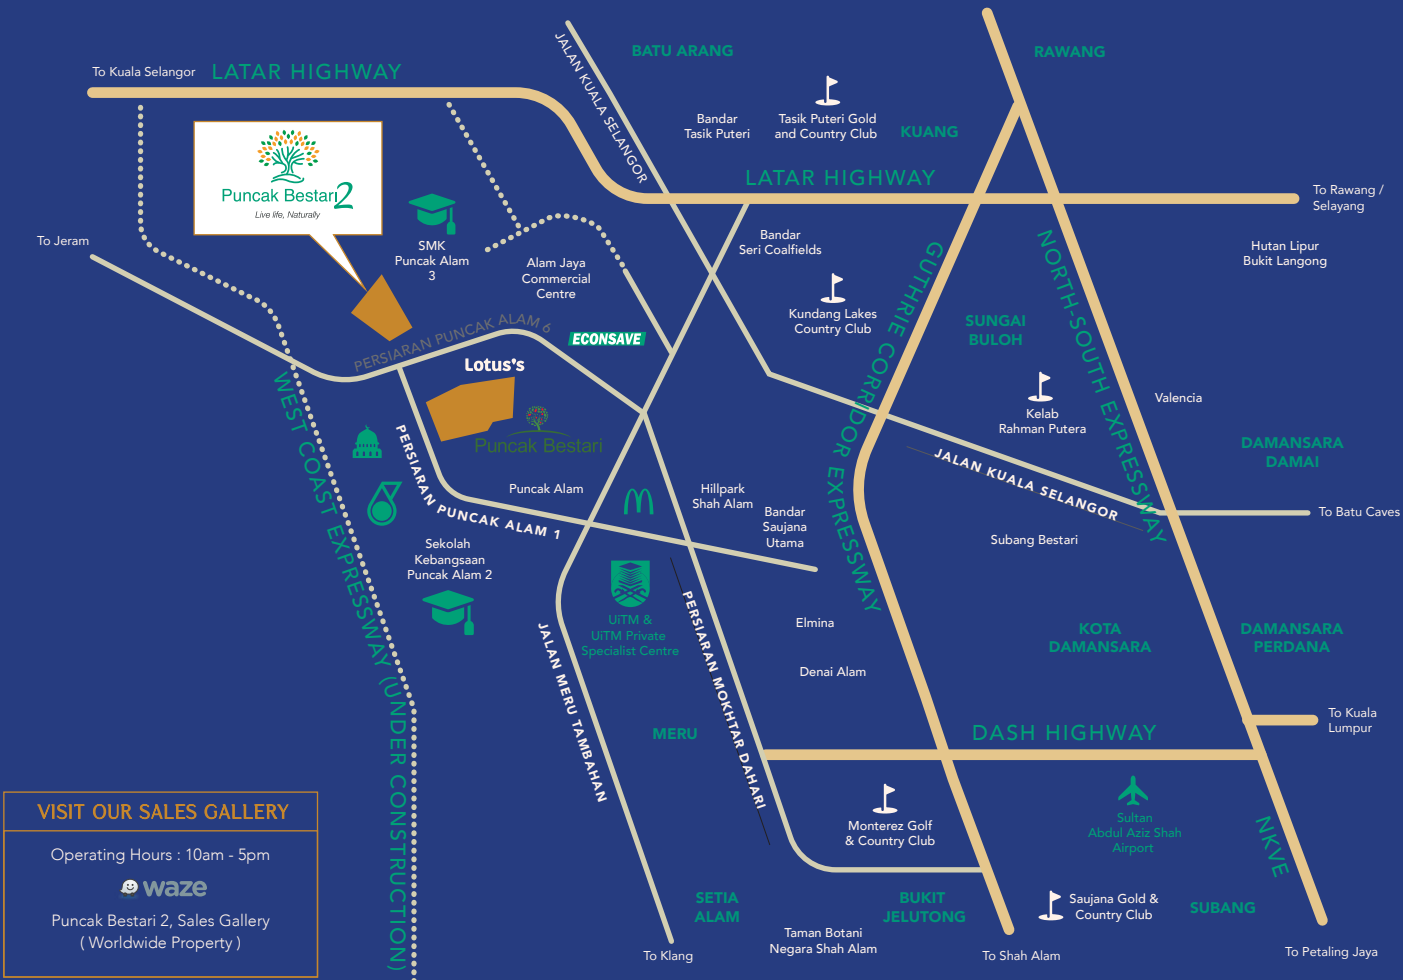 BATU ARANG
RAWANG
To Kuala Selangor
LATAR HIGHWAY
JALAN KUALA SELANGOR
Bandar
Tasik Puteri
Tasik Puteri Gold
and Country Club
KUANG
LATAR HIGHWAY
To Rawang /
Selayang
Puncak Bestari 2
Live life, Naturally
To Jeram
SMK
Puncak Alam
3
Alam Jaya
Commercial
Centre
Bandar
Seri Coalfields
Hutan Lipur
Bukit Langong
Kundang Lakes
Country Club
GUTHRIE CORRIDOR EXPRESSWAY
NORTH-SOUTH EXPRESSWAY
SUNGAI
BULOH
PERSIARAN PUNCAK ALAM 6
ECONSAVE
Lotus's
Puncak Bestari
WEST COAST EXPRESSWAY (UNDER CONSTRUCTION)
PERSIARAN PUNCAK ALAM 1
Kelab
Rahman Putera
Valencia
DAMANSARA
DAMAI
JALAN KUALA SELANGOR
To Batu Caves
Puncak Alam
Hillpark
Shah Alam
Bandar
Saujana
Utama
Subang Bestari
Sekolah
Kebangsaan
Puncak Alam 2
UiTM &
UiTM Private
Specialist Centre
PERSIARAN MOKHTAR DAHARI
JALAN MERU TAMBAHAN
Elmina
Denai Alam
KOTA
DAMANSARA
DAMANSARA
PERDANA
MERU
DASH HIGHWAY
To Kuala
Lumpur
Monterez Golf
& Country Club
Sultan
Abdul Aziz Shah
Airport
NKVE
VISIT OUR SALES GALLERY
Operating Hours : 10am - 5pm
waze
Puncak Bestari 2, Sales Gallery
( Worldwide Property )
SETIA
ALAM
BUKIT
JELUTONG
Saujana Gold &
Country Club
SUBANG
Taman Botani
Negara Shah Alam
To Klang
To Shah Alam
To Petaling Jaya